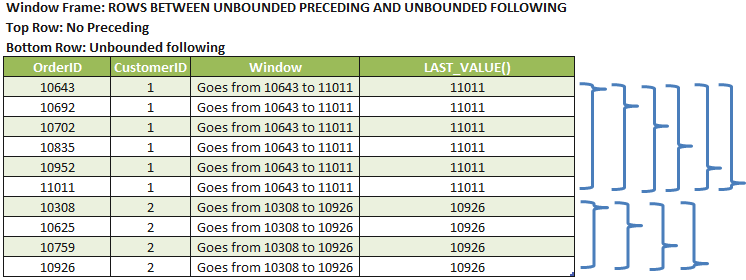 Window Frame: ROWS BETWEEN UNBOUNDED PRECEDING AND UNBOUNDED FOLLOWING
Top Row: No Preceding
Bottom Row: Unbounded following
OrderID CustomerID Window LAST_VALUE()
10643 1 Goes from 10643 to 11011 11011
10692 1 Goes from 10643 to 11011 11011
10702 1 Goes from 10643 to 11011 11011
10835 1 Goes from 10643 to 11011 11011
10952 1 Goes from 10643 to 11011 11011
11011 1 Goes from 10643 to 11011 11011
10308 2 Goes from 10308 to 10926 10926
10625 2 Goes from 10308 to 10926 10926
10759 2 Goes from 10308 to 10926 10926
10926 2 Goes from 10308 to 10926 10926